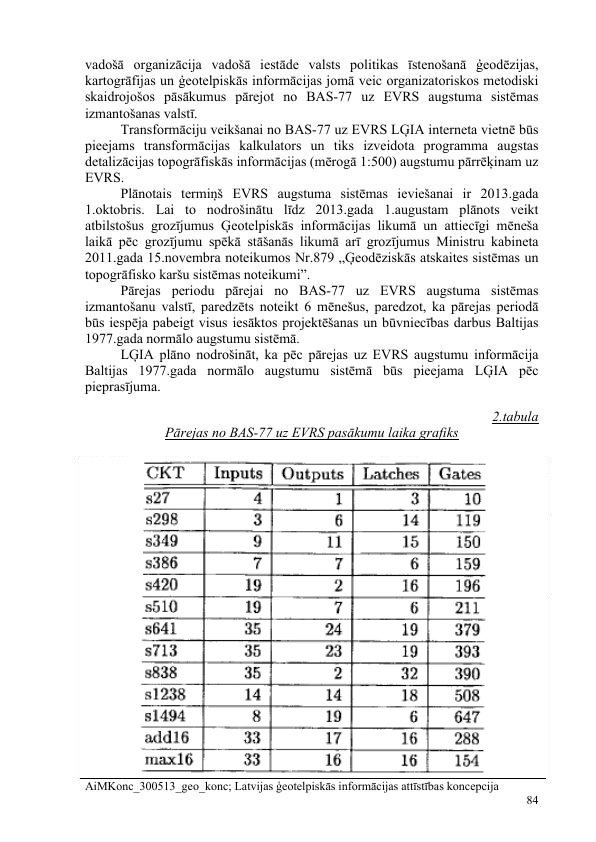 vadošā organizācija vadošā iestāde valsts politikas īstenošanā ģeodēzijas,
kartogrāfijas un ģeotelpiskās informācijas jomā veic organizatoriskos metodiski
skaidrojošos pāsākumus pārejot no BAS-77 uz EVRS augstuma sistēmas
izmantošanas valstī.
Transformāciju veikšanai no BAS-77 uz EVRS LĢIA interneta vietnē būs
pieejams transformācijas kalkulators un tiks izveidota programma augstas
detalizācijas topogrāfiskās informācijas (mērogā 1:500) augstumu pārrēķinam uz
EVRS.
Plānotais termiņš EVRS augstuma sistēmas ieviešanai ir 2013.gada
1.oktobris. Lai to nodrošinātu līdz 2013.gada 1.augustam plānots veikt
atbilstošus grozījumus Ģeotelpiskās informācijas likumā un attiecīgi mēneša
laikā pēc grozījumu spēkā stāšanās likumā arī grozījumus Ministru kabineta
2011.gada 15.novembra noteikumos Nr.879 „Ģeodēziskās atskaites sistēmas un
topogrāfisko karšu sistēmas noteikumi”.
Pārejas periodu pārejai no BAS-77 uz EVRS augstuma sistēmas
izmantošanu valstī, paredzēts noteikt 6 mēnešus, paredzot, ka pārejas periodā
būs iespēja pabeigt visus iesāktos projektēšanas un būvniecības darbus Baltijas
1977.gada normālo augstumu sistēmā.
LĢIA plāno nodrošināt, ka pēc pārejas uz EVRS augstumu informācija
Baltijas 1977.gada normālo augstumu sistēmā būs pieejama LĢIA pēc
pieprasījuma.
2.tabula
Pārejas no BAS-77 uz EVRS pasākumu laika grafiks
CKT Inputs Outputs Latches Gates
s27 4 1 3 10
s298 3 6 14 119
s349 9 11 15 150
s386 7 7 6 159
s420 19 2 16 196
s510 19 7 6 211
s641 35 24 19 379
s713 35 23 19 393
s838 35 2 32 390
s1238 14 14 18 508
s1494 8 19 6 647
add16 33 17 16 288
max16 33 16 16 154
AiMKonc_300513_geo_konc; Latvijas ģeotelpiskās informācijas attīstības koncepcija
84